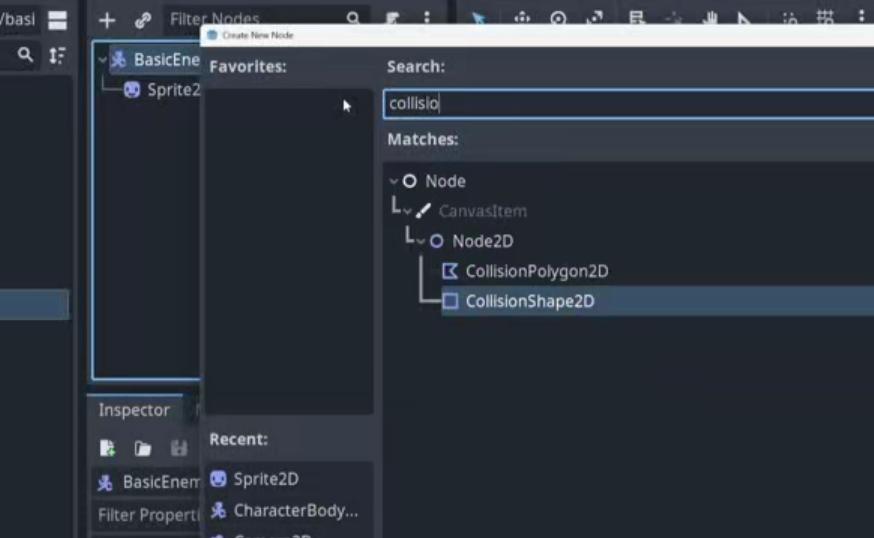 /basi
Filter Nodes
Create New Node
BasicEne
Sprite2
Favorites:
Search:
collisio
Matches:
Node
CanvasItem
Node2D
CollisionPolygon2D
CollisionShape2D
Inspector
BasicEnem
Filter Properti
Recent:
Sprite2D
CharacterBody...